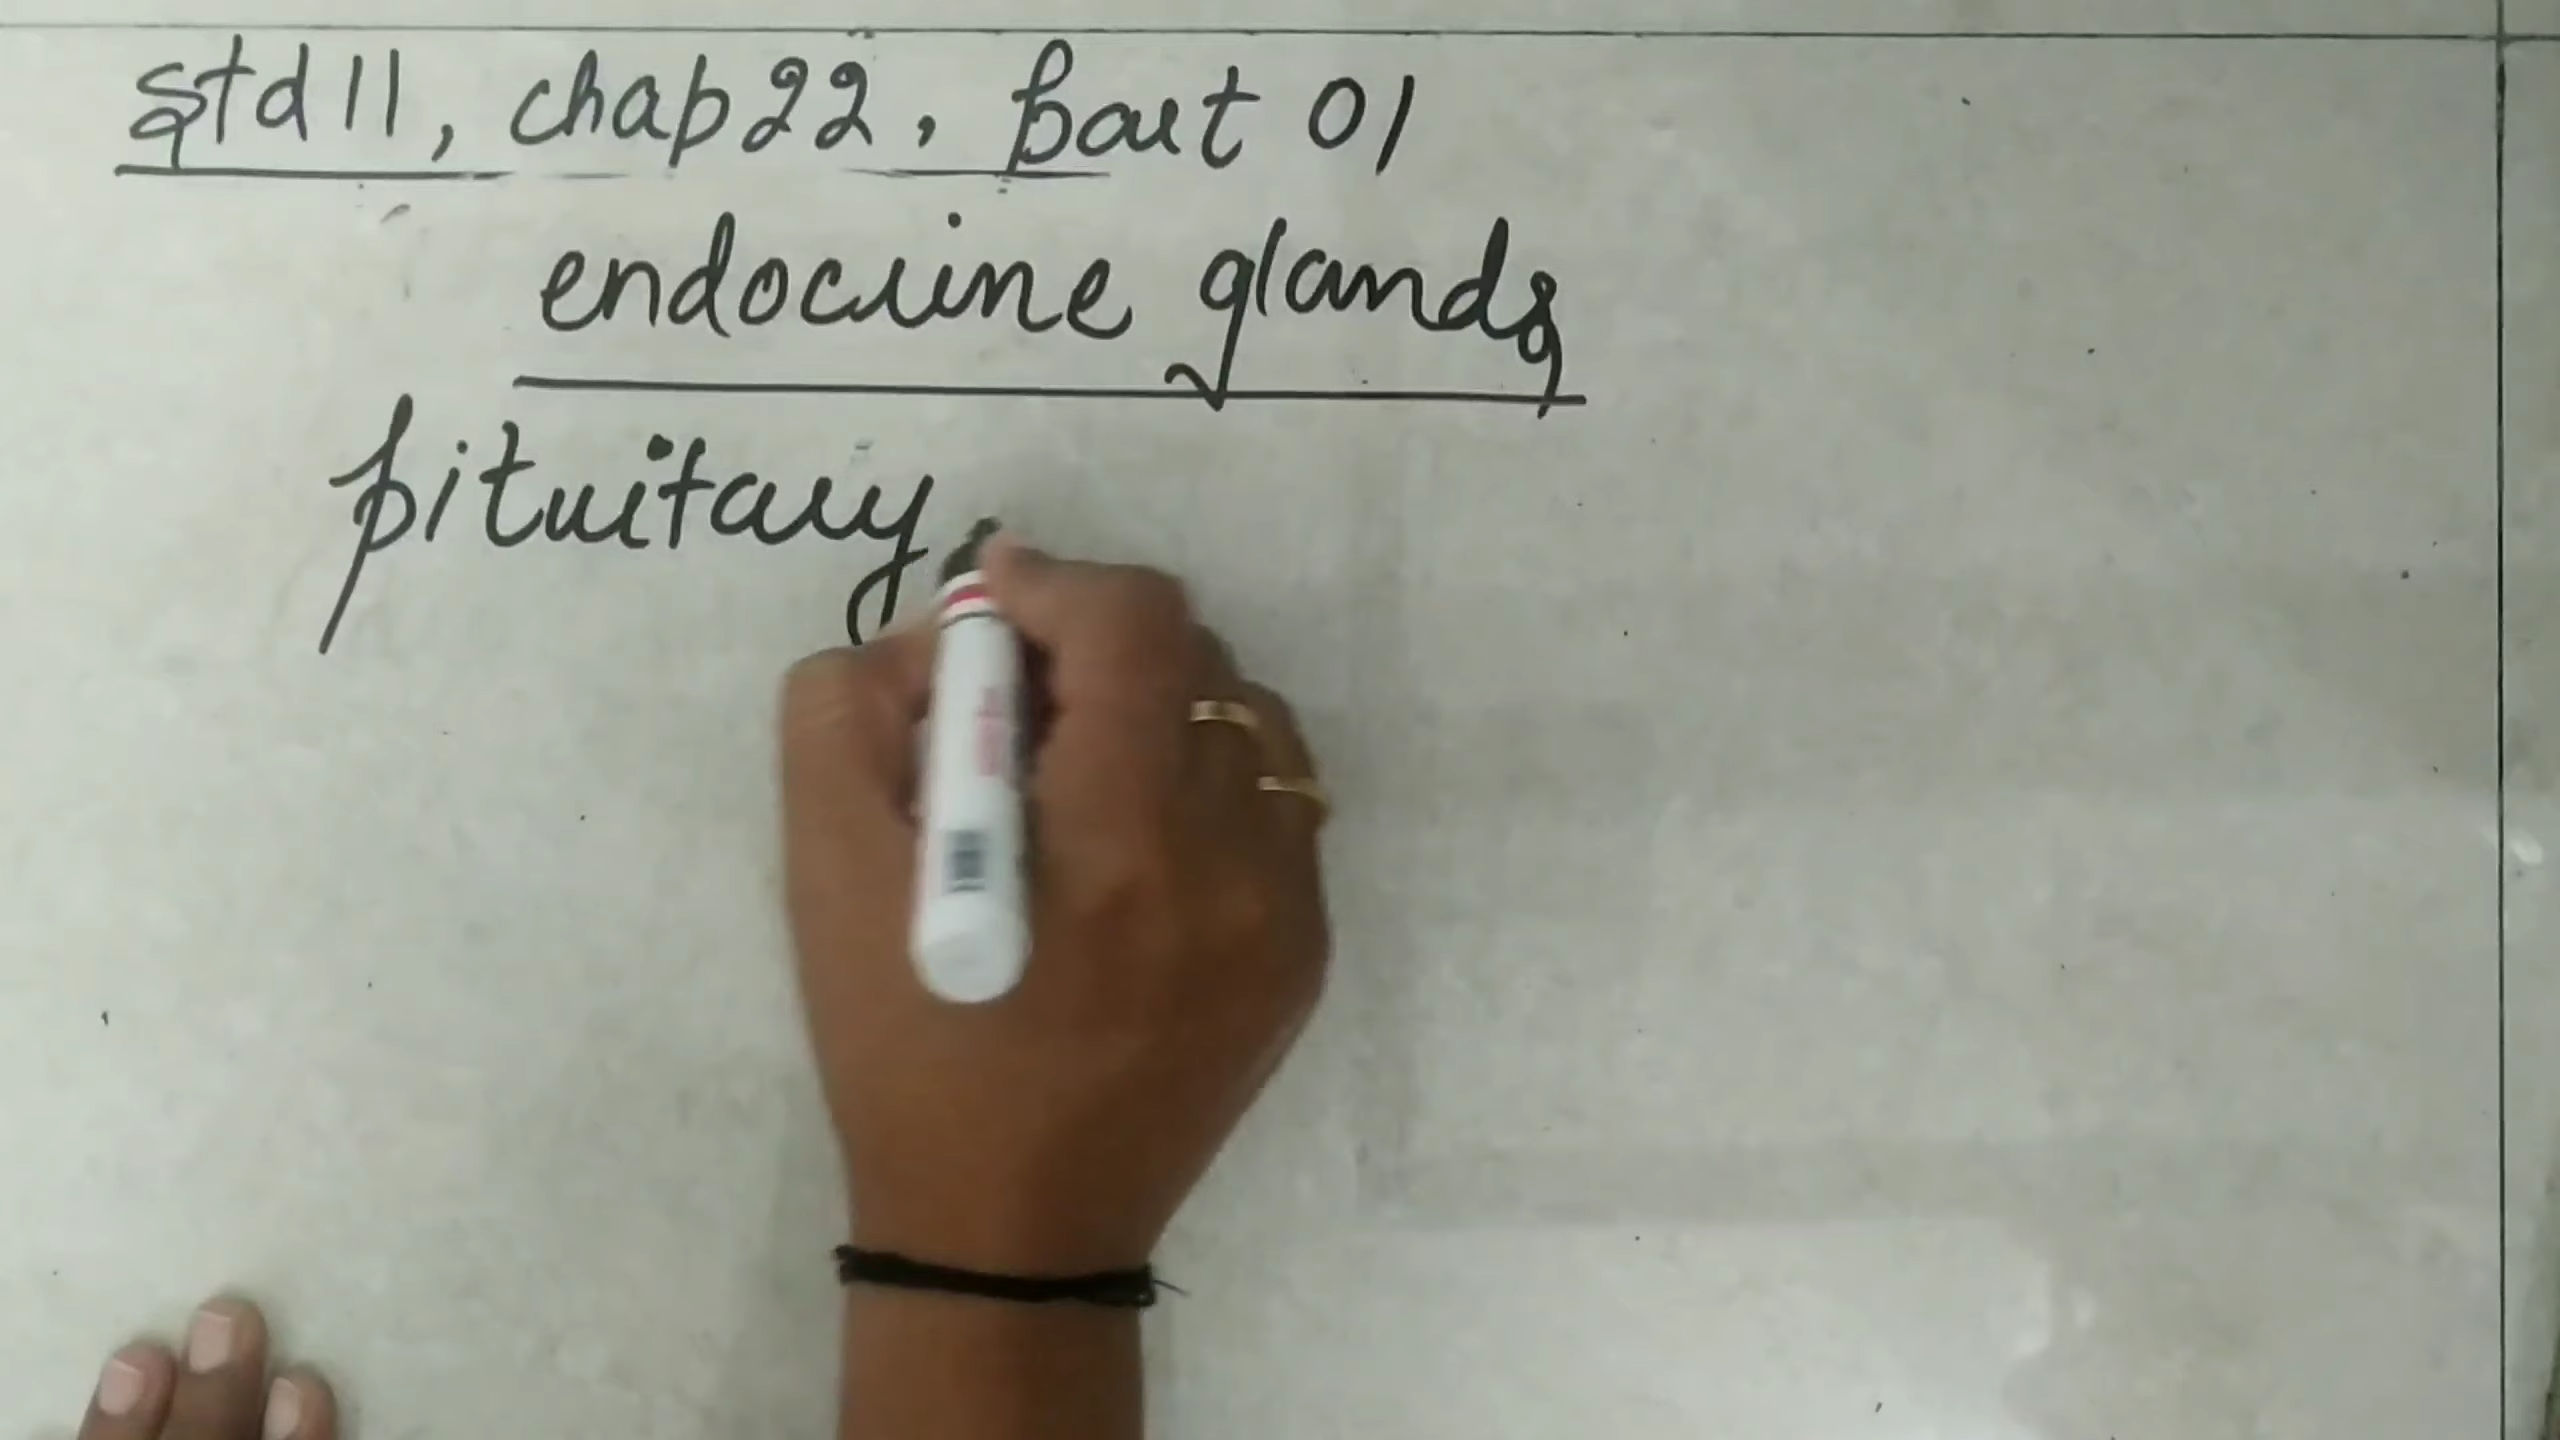 std 11, chap 22, Part 01
endocrine glands
pituitary